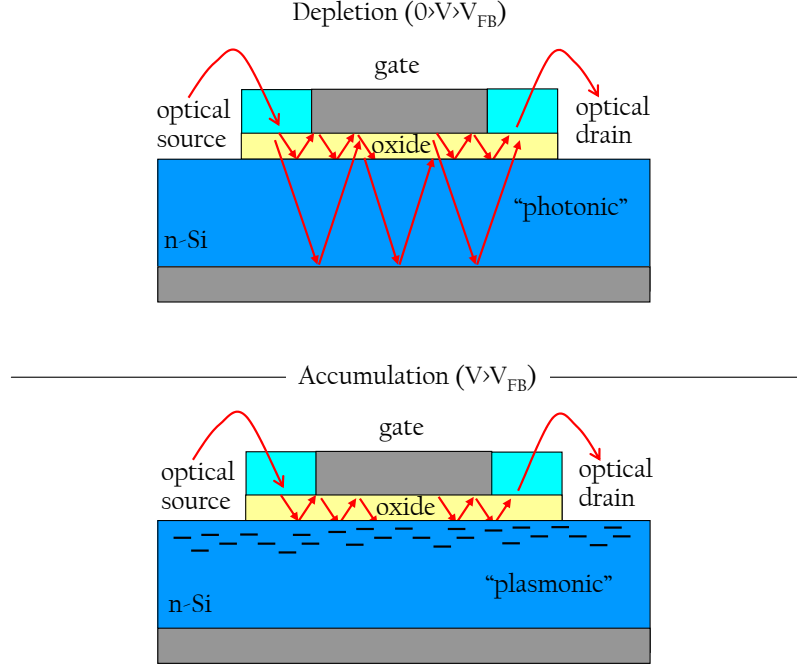 Depletion (0>V>V_FB)
gate
optical
source
optical
drain
oxide
"photonic"
n-Si
Accumulation (V>V_FB)
gate
optical
source
optical
drain
oxide
"plasmonic"
n-Si